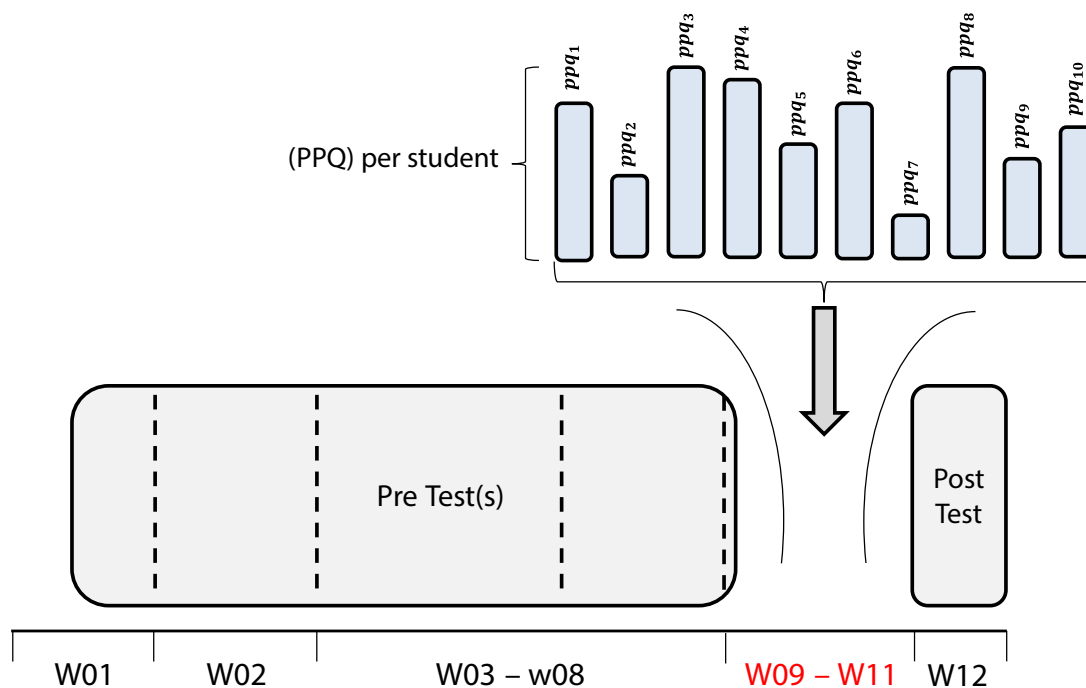 ppq₁
ppq₂
ppq₃
ppq₄
ppq₅
ppq₆
ppq₇
ppq₈
ppq₉
ppq₁₀
(PPQ) per student
Pre Test(s)
Post
Test
W01
W02
W03 – w08
W09 – W11
W12